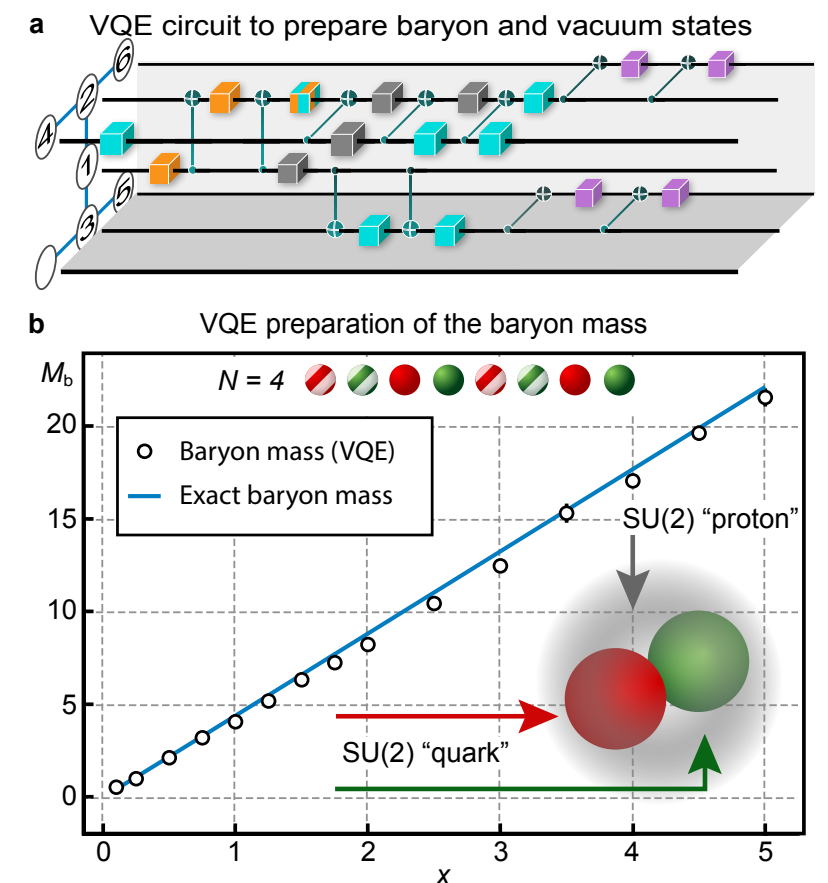 a VQE circuit to prepare baryon and vacuum states
6
2
4
1
5
3
b VQE preparation of the baryon mass
M_b
N = 4
20
Baryon mass (VQE)
Exact baryon mass
15
SU(2) “proton”
10
5
SU(2) “quark”
0
0 1 2 3 4 5
x